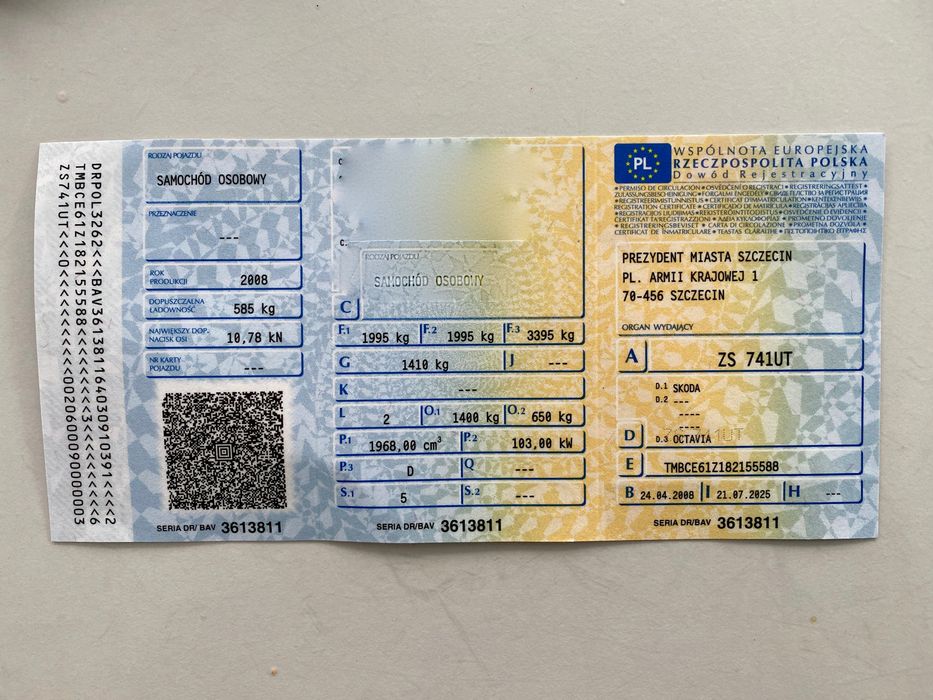 DRPOL3262<<BAV361381164030910391<<<<2
TMBCE61Z182155588<<<<<<<<3<<<<<<<<<6
ZS741UT<<0<<<<<<<<<<<0020600090000003
RODZAJ POJAZDU
SAMOCHÓD OSOBOWY
PRZEZNACZENIE
---
ROK PRODUKCJI 2008
DOPUSZCZALNA ŁADOWNOŚĆ 585 kg
NAJWIĘKSZY DOP. NACISK OSI 10,78 kN
NR KARTY POJAZDU ---
SERIA DR/BAV 3613811
C.
RODZAJ POJAZDU
SAMOCHÓD OSOBOWY
C
F.1 1995 kg F.2 1995 kg F.3 3395 kg
G 1410 kg J ---
K ---
L 2 O.1 1400 kg O.2 650 kg
P.1 1968,00 cm³ P.2 103,00 kW
P.3 D Q ---
S.1 5 S.2 ---
SERIA DR/BAV 3613811
PL
WSPÓLNOTA EUROPEJSKA
RZECZPOSPOLITA POLSKA
Dowód Rejestracyjny
PREZYDENT MIASTA SZCZECIN
PL. ARMII KRAJOWEJ 1
70-456 SZCZECIN
ORGAN WYDAJĄCY
A ZS 741UT
D.1 SKODA
D.2 ---
----
----
D D.3 OCTAVIA
E TMBCE61Z182155588
B 24.04.2008 I 21.07.2025 H ---
SERIA DR/BAV 3613811